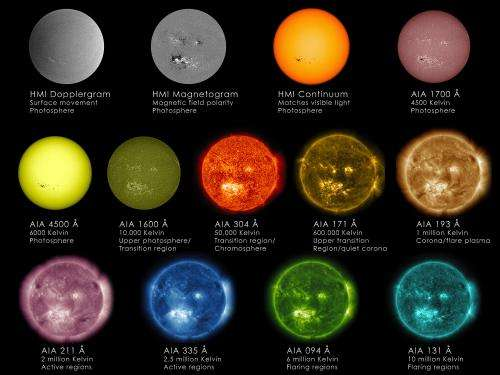 HMI Dopplergram
Surface movement
Photosphere
HMI Magnetogram
Magnetic field polarity
Photosphere
HMI Continuum
Matches visible light
Photosphere
AIA 1700 Å
4500 Kelvin
Photosphere
AIA 4500 Å
6000 Kelvin
Photosphere
AIA 1600 Å
10,000 Kelvin
Upper photosphere/
Transition region
AIA 304 Å
50,000 Kelvin
Transition region/
Chromosphere
AIA 171 Å
600,000 Kelvin
Upper transition
Region/quiet corona
AIA 193 Å
1 million Kelvin
Corona/flare plasma
AIA 211 Å
2 million Kelvin
Active regions
AIA 335 Å
2.5 million Kelvin
Active regions
AIA 094 Å
6 million Kelvin
Flaring regions
AIA 131 Å
10 million Kelvin
Flaring regions